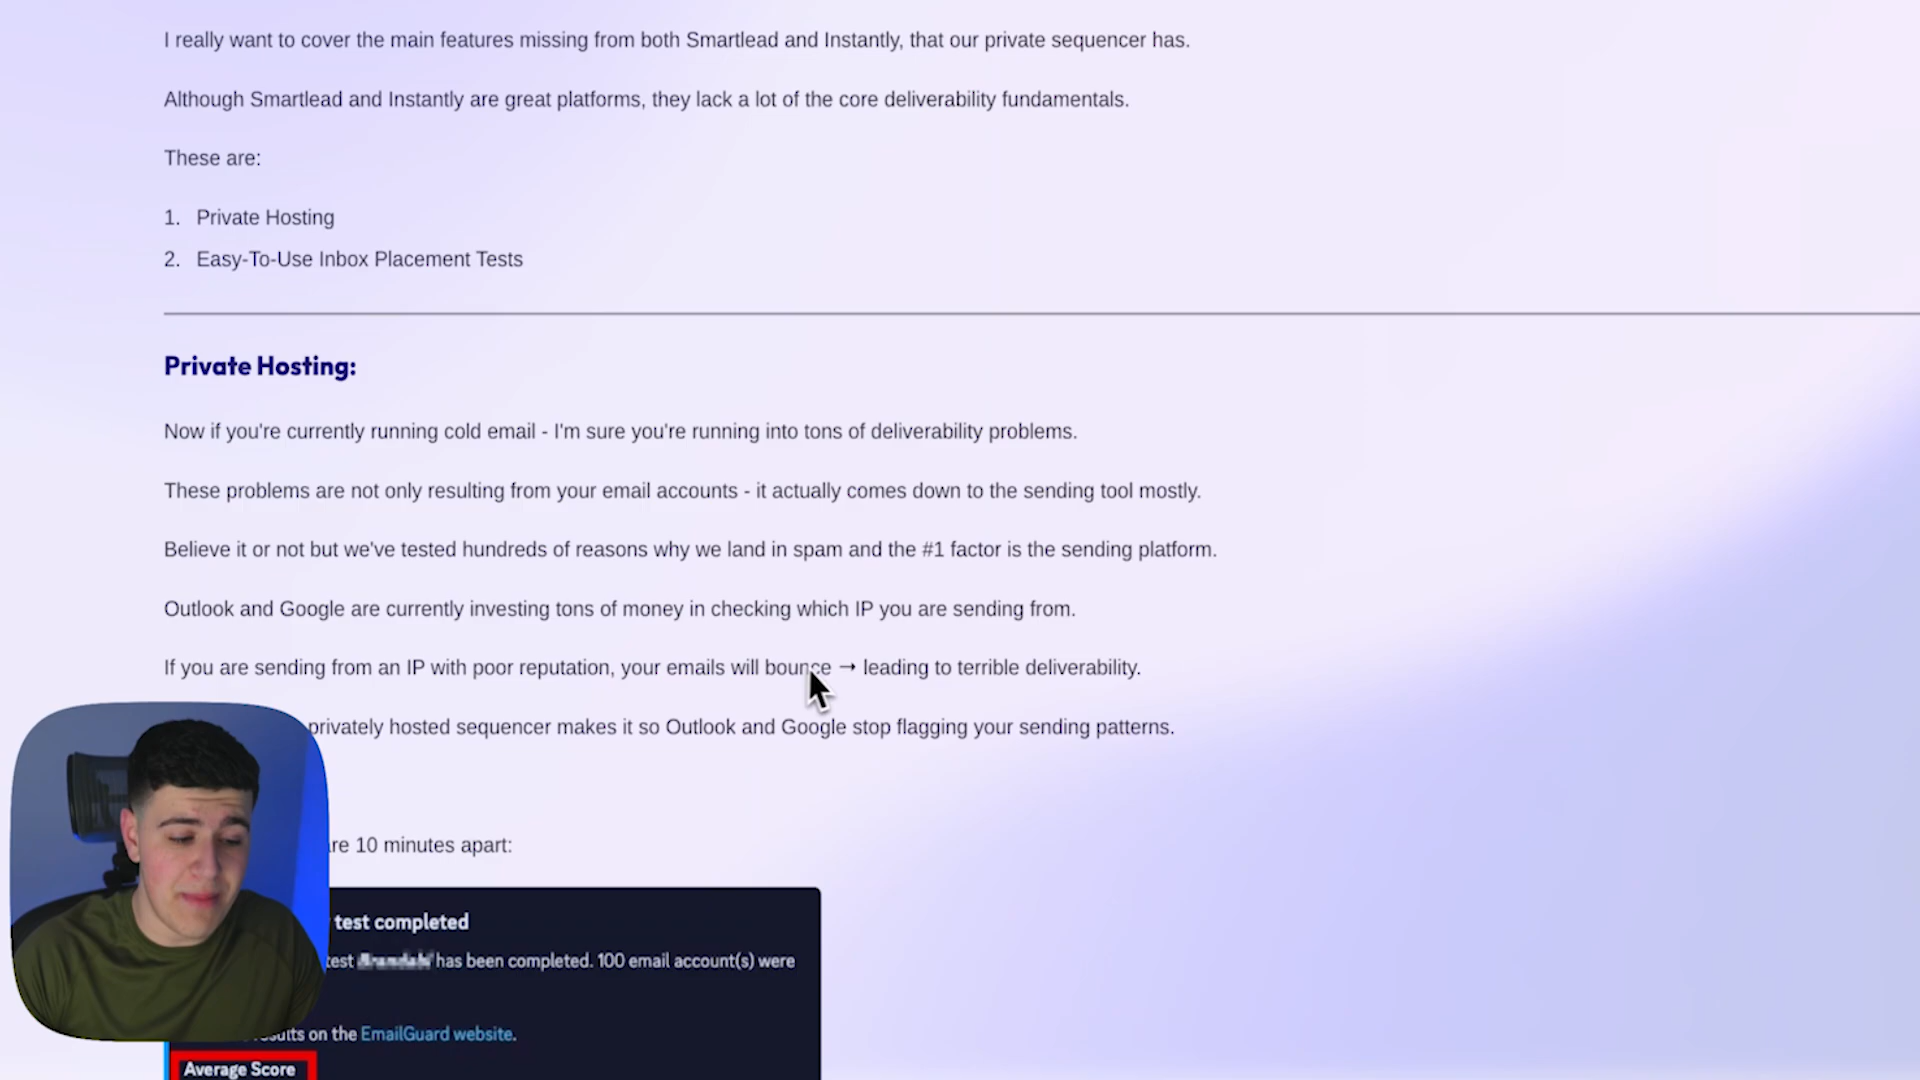 I really want to cover the main features missing from both Smartlead and Instantly, that our private sequencer has.
Although Smartlead and Instantly are great platforms, they lack a lot of the core deliverability fundamentals.
These are:
1. Private Hosting
2. Easy-To-Use Inbox Placement Tests
Private Hosting:
Now if you're currently running cold email - I'm sure you're running into tons of deliverability problems.
These problems are not only resulting from your email accounts - it actually comes down to the sending tool mostly.
Believe it or not but we've tested hundreds of reasons why we land in spam and the #1 factor is the sending platform.
Outlook and Google are currently investing tons of money in checking which IP you are sending from.
If you are sending from an IP with poor reputation, your emails will bounce → leading to terrible deliverability.
privately hosted sequencer makes it so Outlook and Google stop flagging your sending patterns.
10 minutes apart:
test completed
test has been completed. 100 email account(s) were
on the EmailGuard website.
Average Score